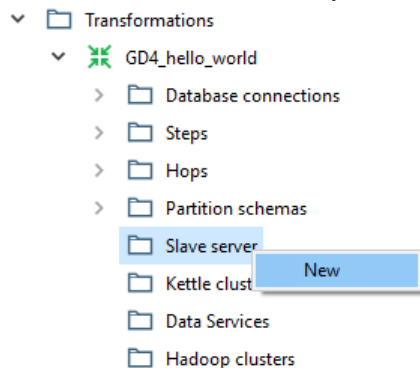 Transformations
GD4_hello_world
Database connections
Steps
Hops
Partition schemas
Slave server
New
Kettle clust
Data Services
Hadoop clusters